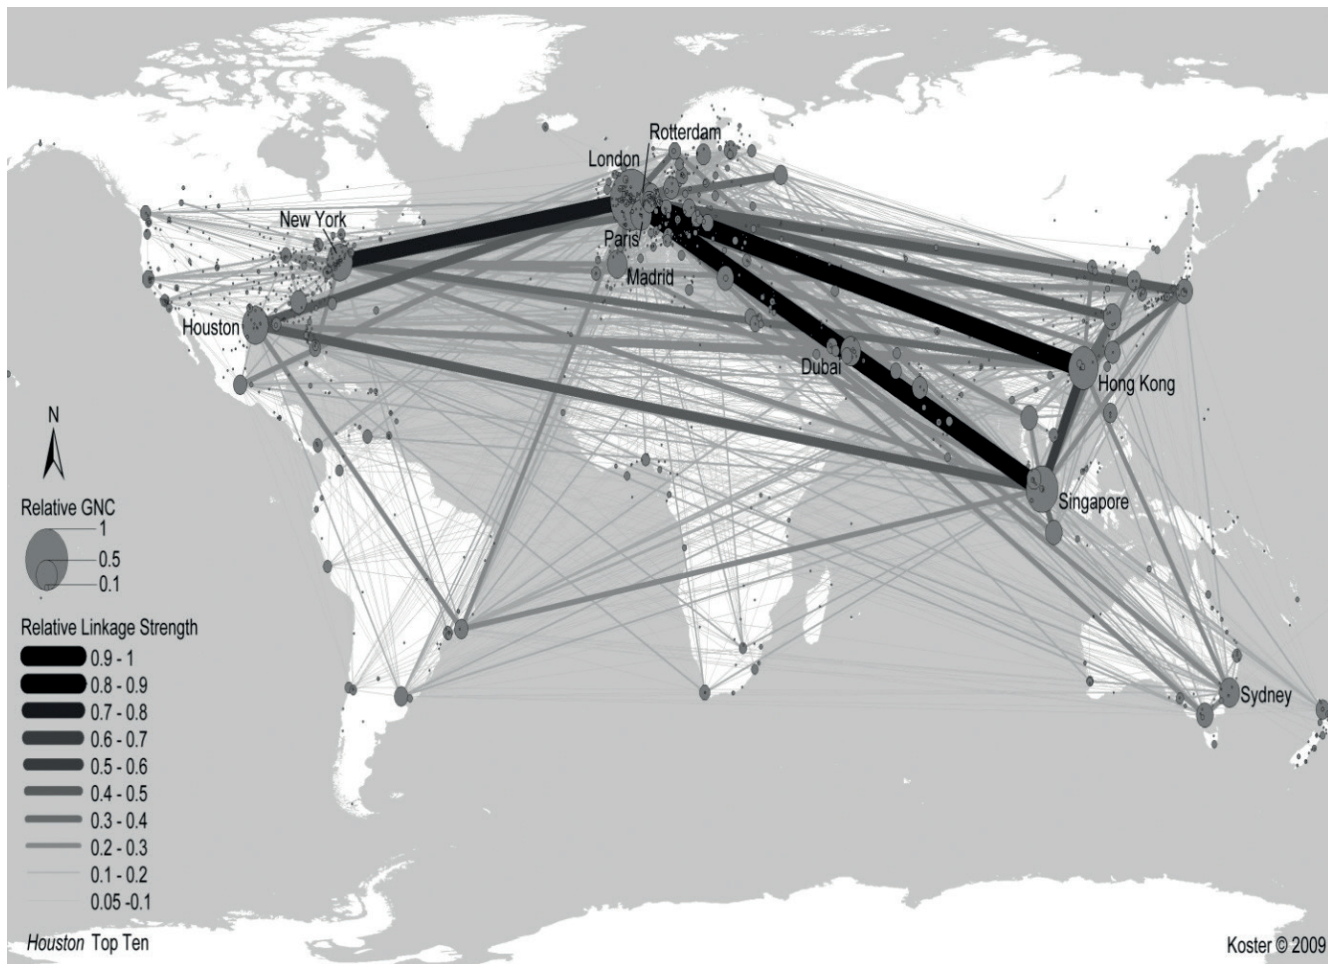 Rotterdam
London
New York
Paris
Madrid
Houston
Dubai
Hong Kong
Singapore
Sydney
N
Relative GNC
1
0.5
0.1
Relative Linkage Strength
0.9 - 1
0.8 - 0.9
0.7 - 0.8
0.6 - 0.7
0.5 - 0.6
0.4 - 0.5
0.3 - 0.4
0.2 - 0.3
0.1 - 0.2
0.05 -0.1
Houston Top Ten
Koster © 2009